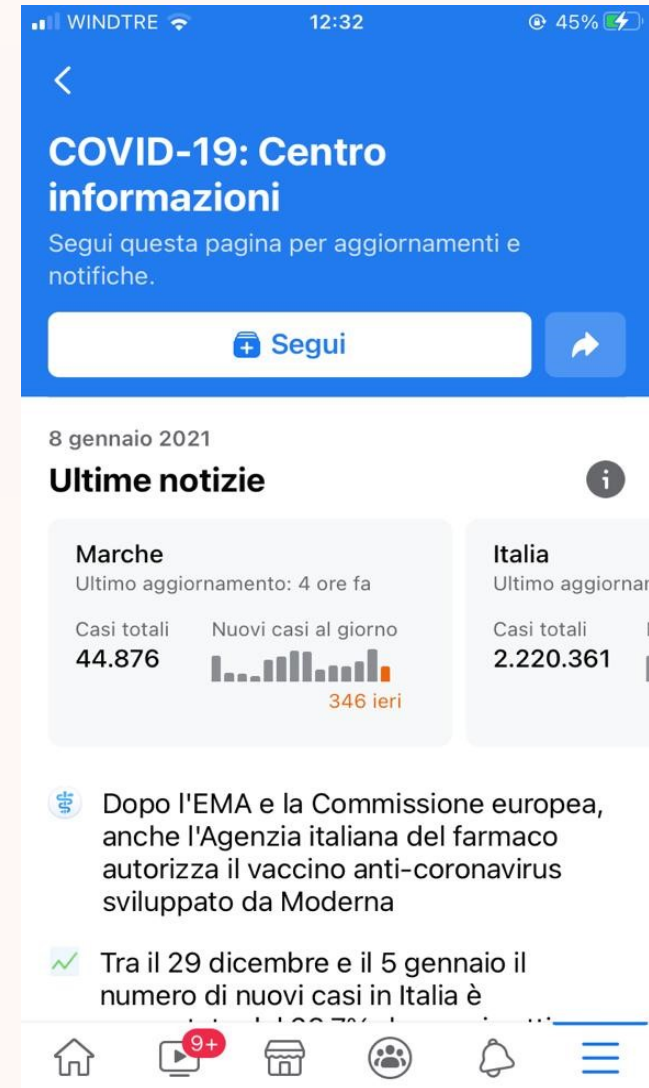 WINDTRE 12:32 45%
COVID-19: Centro
informazioni
Segui questa pagina per aggiornamenti e
notifiche.
Segui
8 gennaio 2021
Ultime notizie
Marche
Ultimo aggiornamento: 4 ore fa
Casi totali Nuovi casi al giorno
44.876
346 ieri
Italia
Ultimo aggiornar
Casi totali
2.220.361
Dopo l'EMA e la Commissione europea,
anche l'Agenzia italiana del farmaco
autorizza il vaccino anti-coronavirus
sviluppato da Moderna
Tra il 29 dicembre e il 5 gennaio il
numero di nuovi casi in Italia è
9+